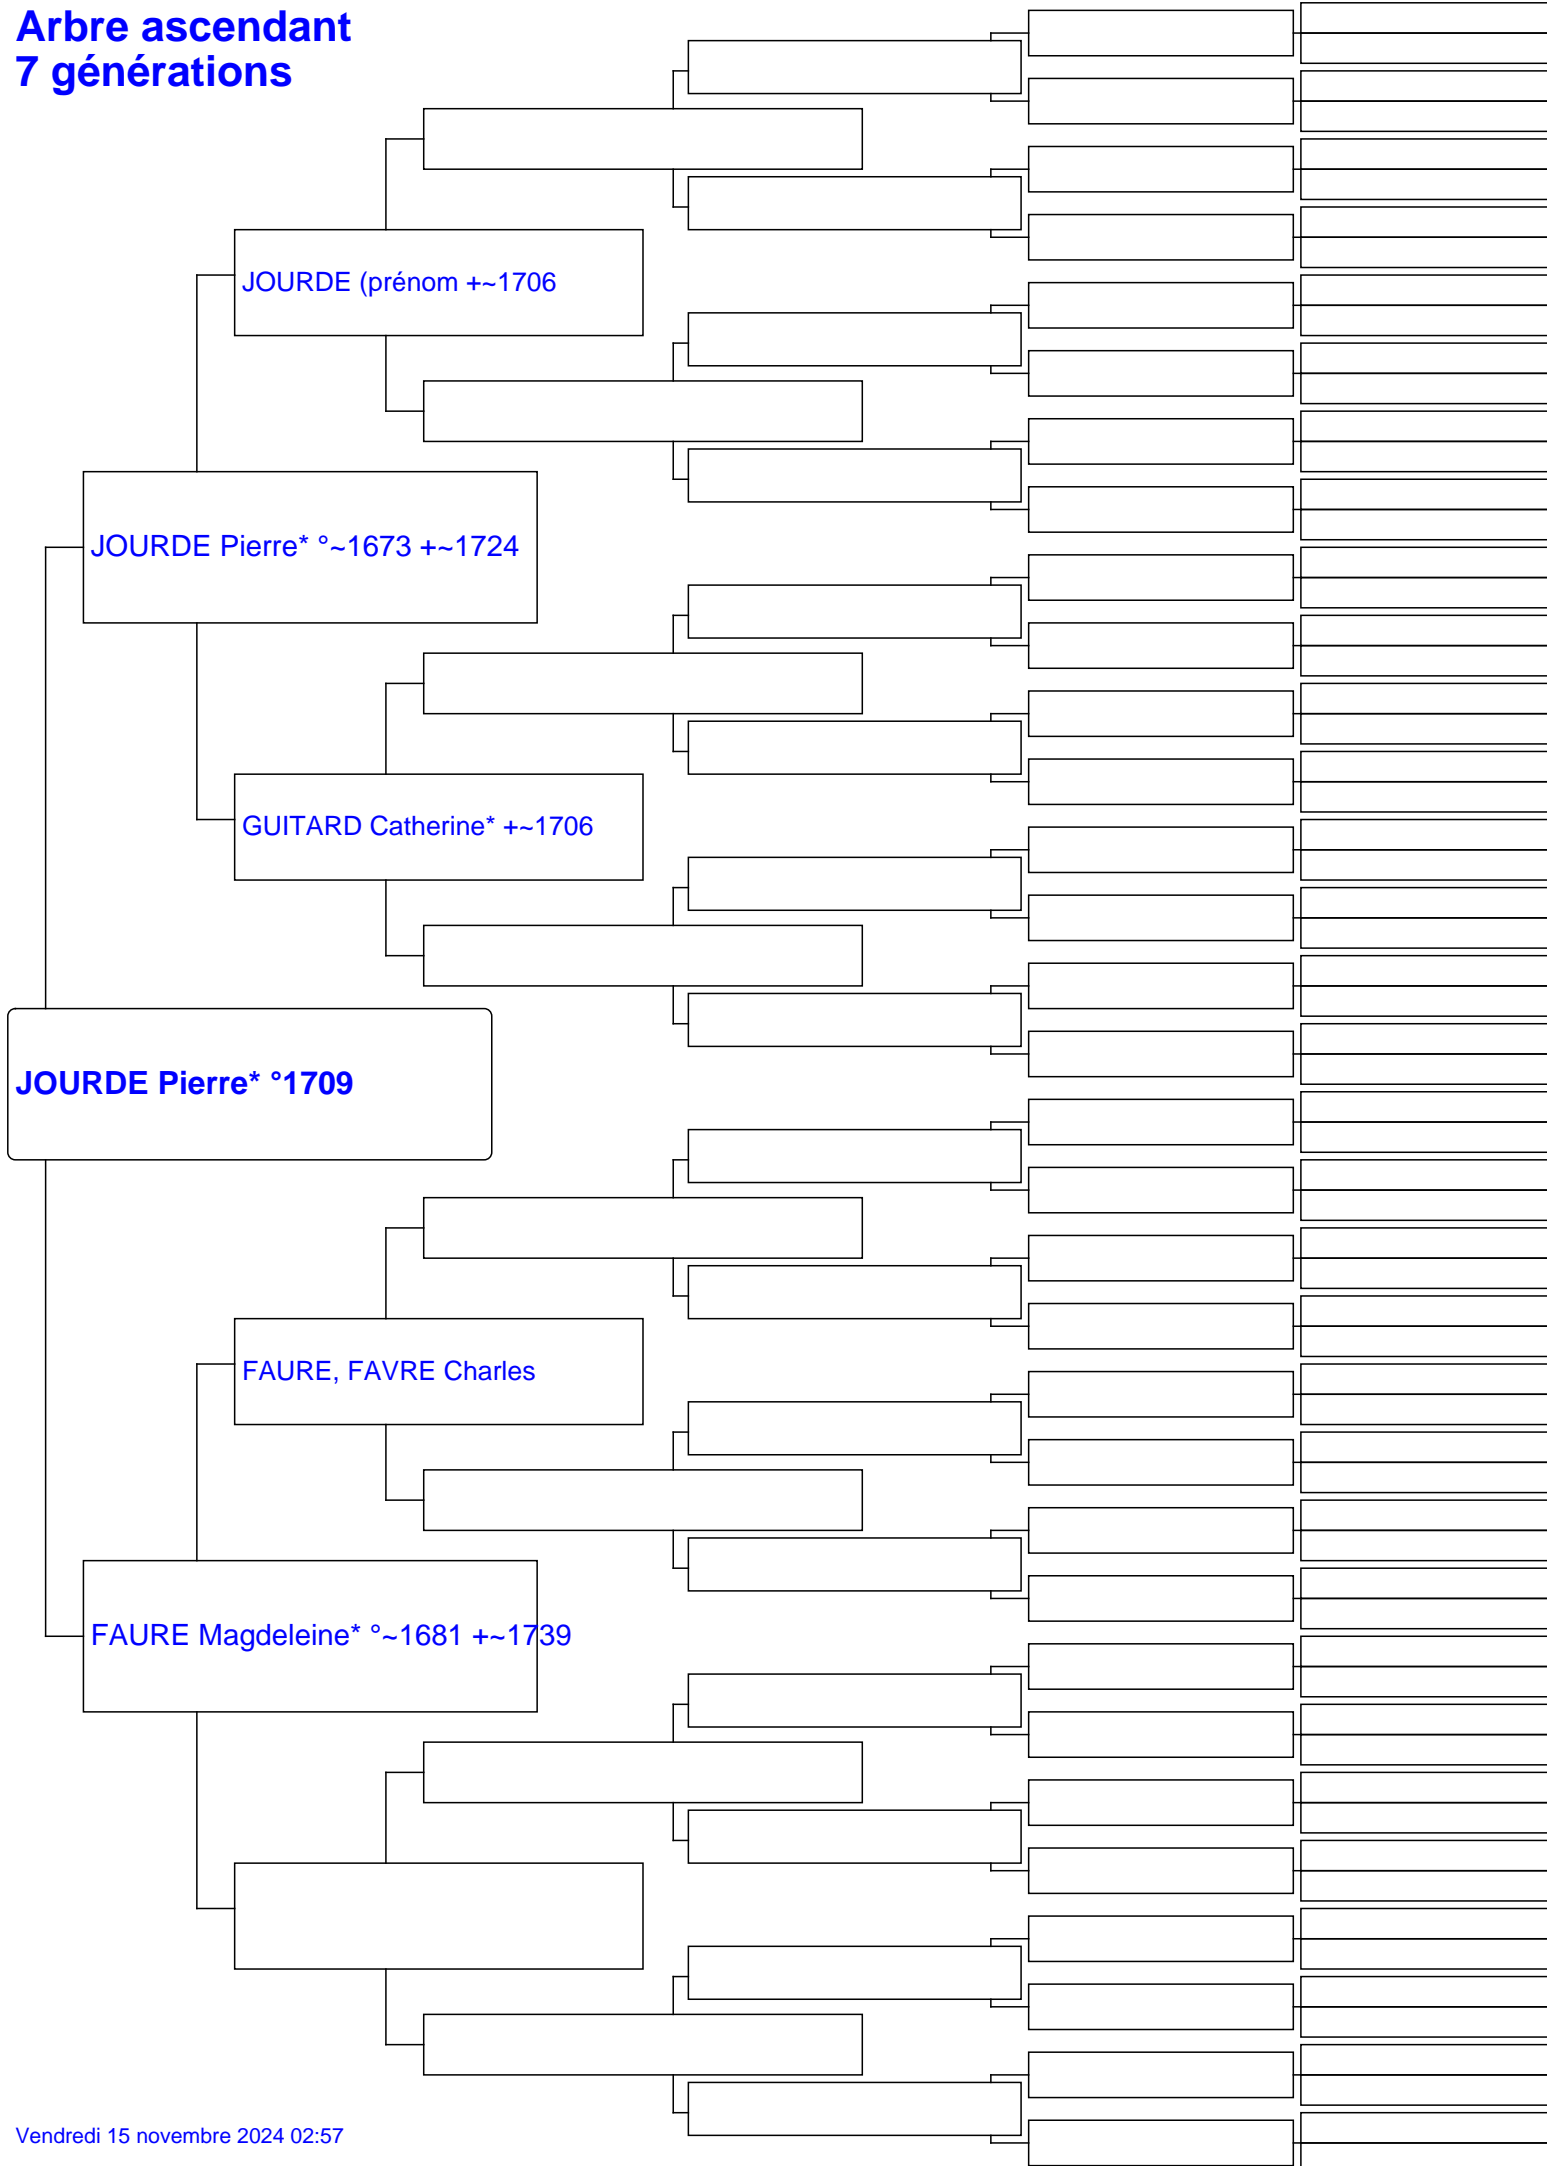 Arbre ascendant
7 générations
JOURDE (prénom +~1706
JOURDE Pierre* °~1673 +~1724
GUITARD Catherine* +~1706
JOURDE Pierre* °1709
FAURE, FAVRE Charles
FAURE Magdeleine* °~1681 +~1739
Vendredi 15 novembre 2024 02:57